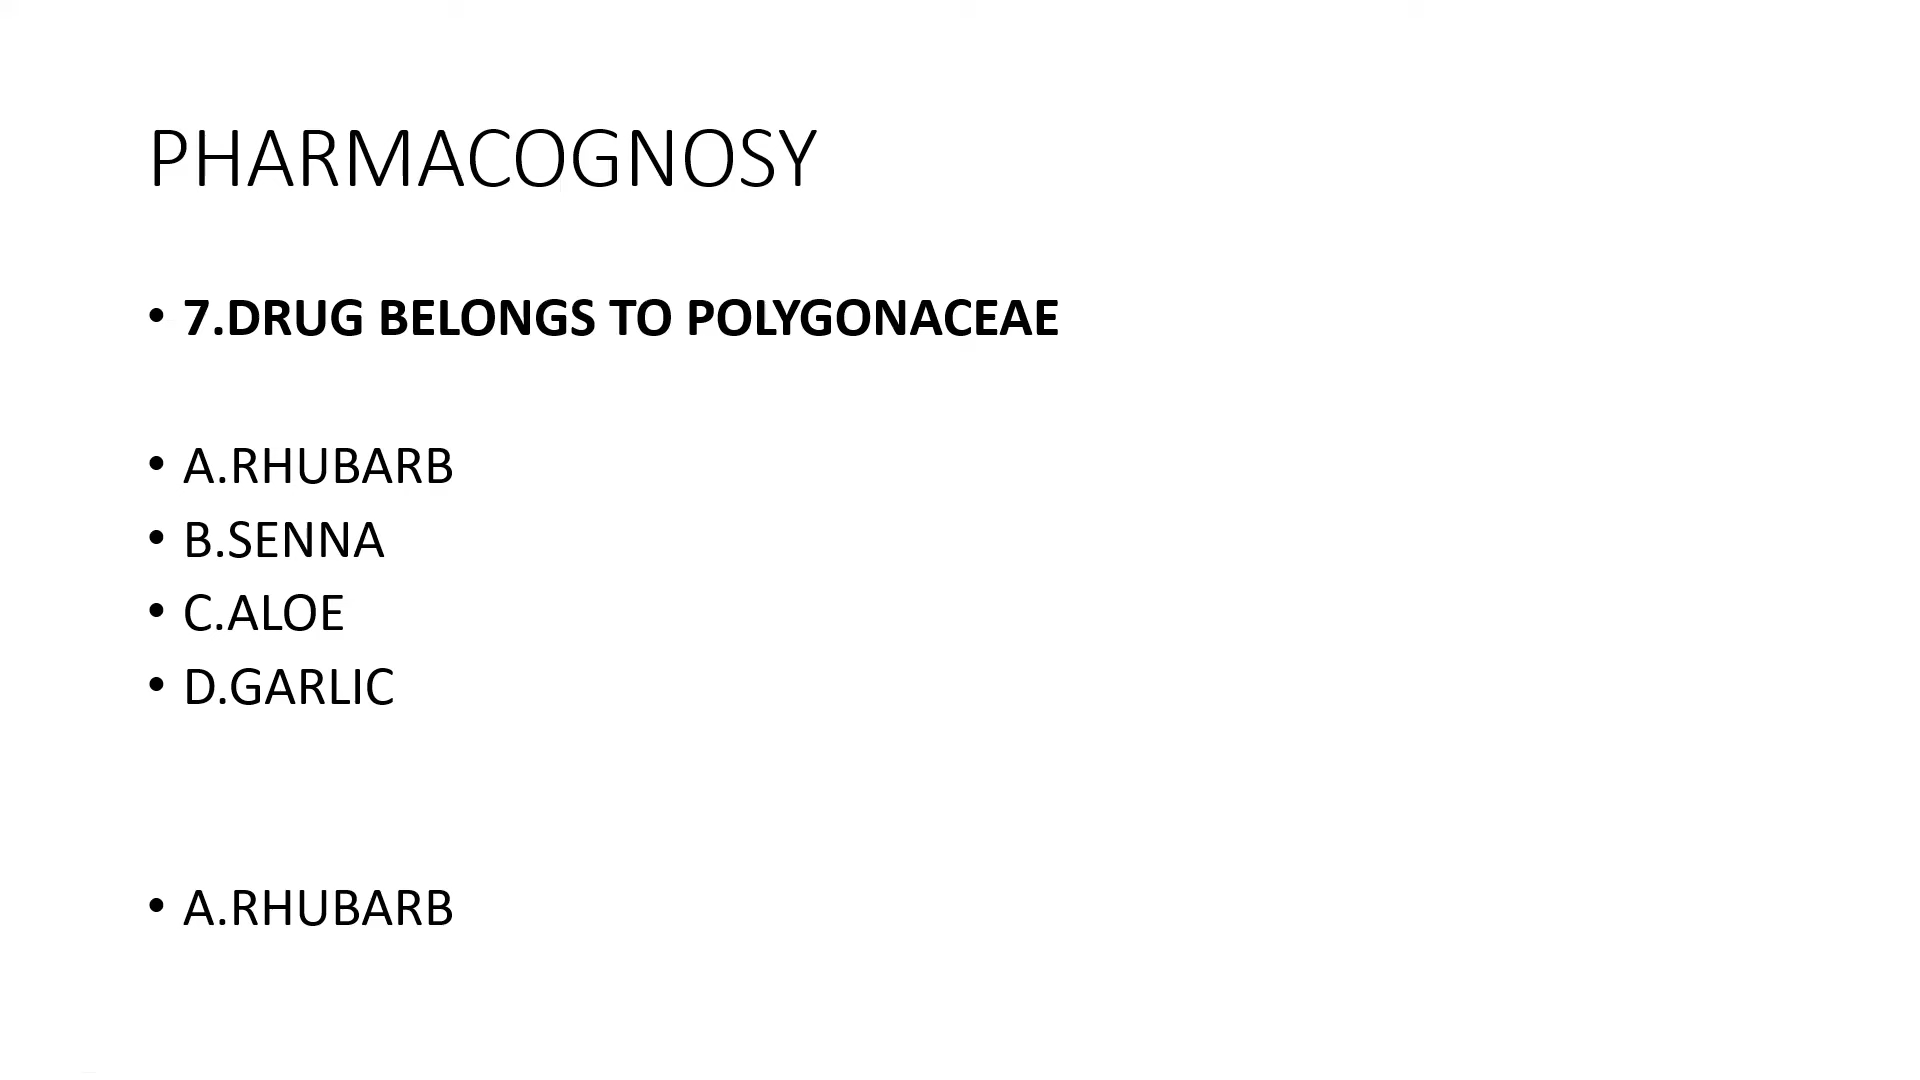 PHARMACOGNOSY
• 7.DRUG BELONGS TO POLYGONACEAE
• A.RHUBARB
• B.SENNA
• C.ALOE
• D.GARLIC
• A.RHUBARB